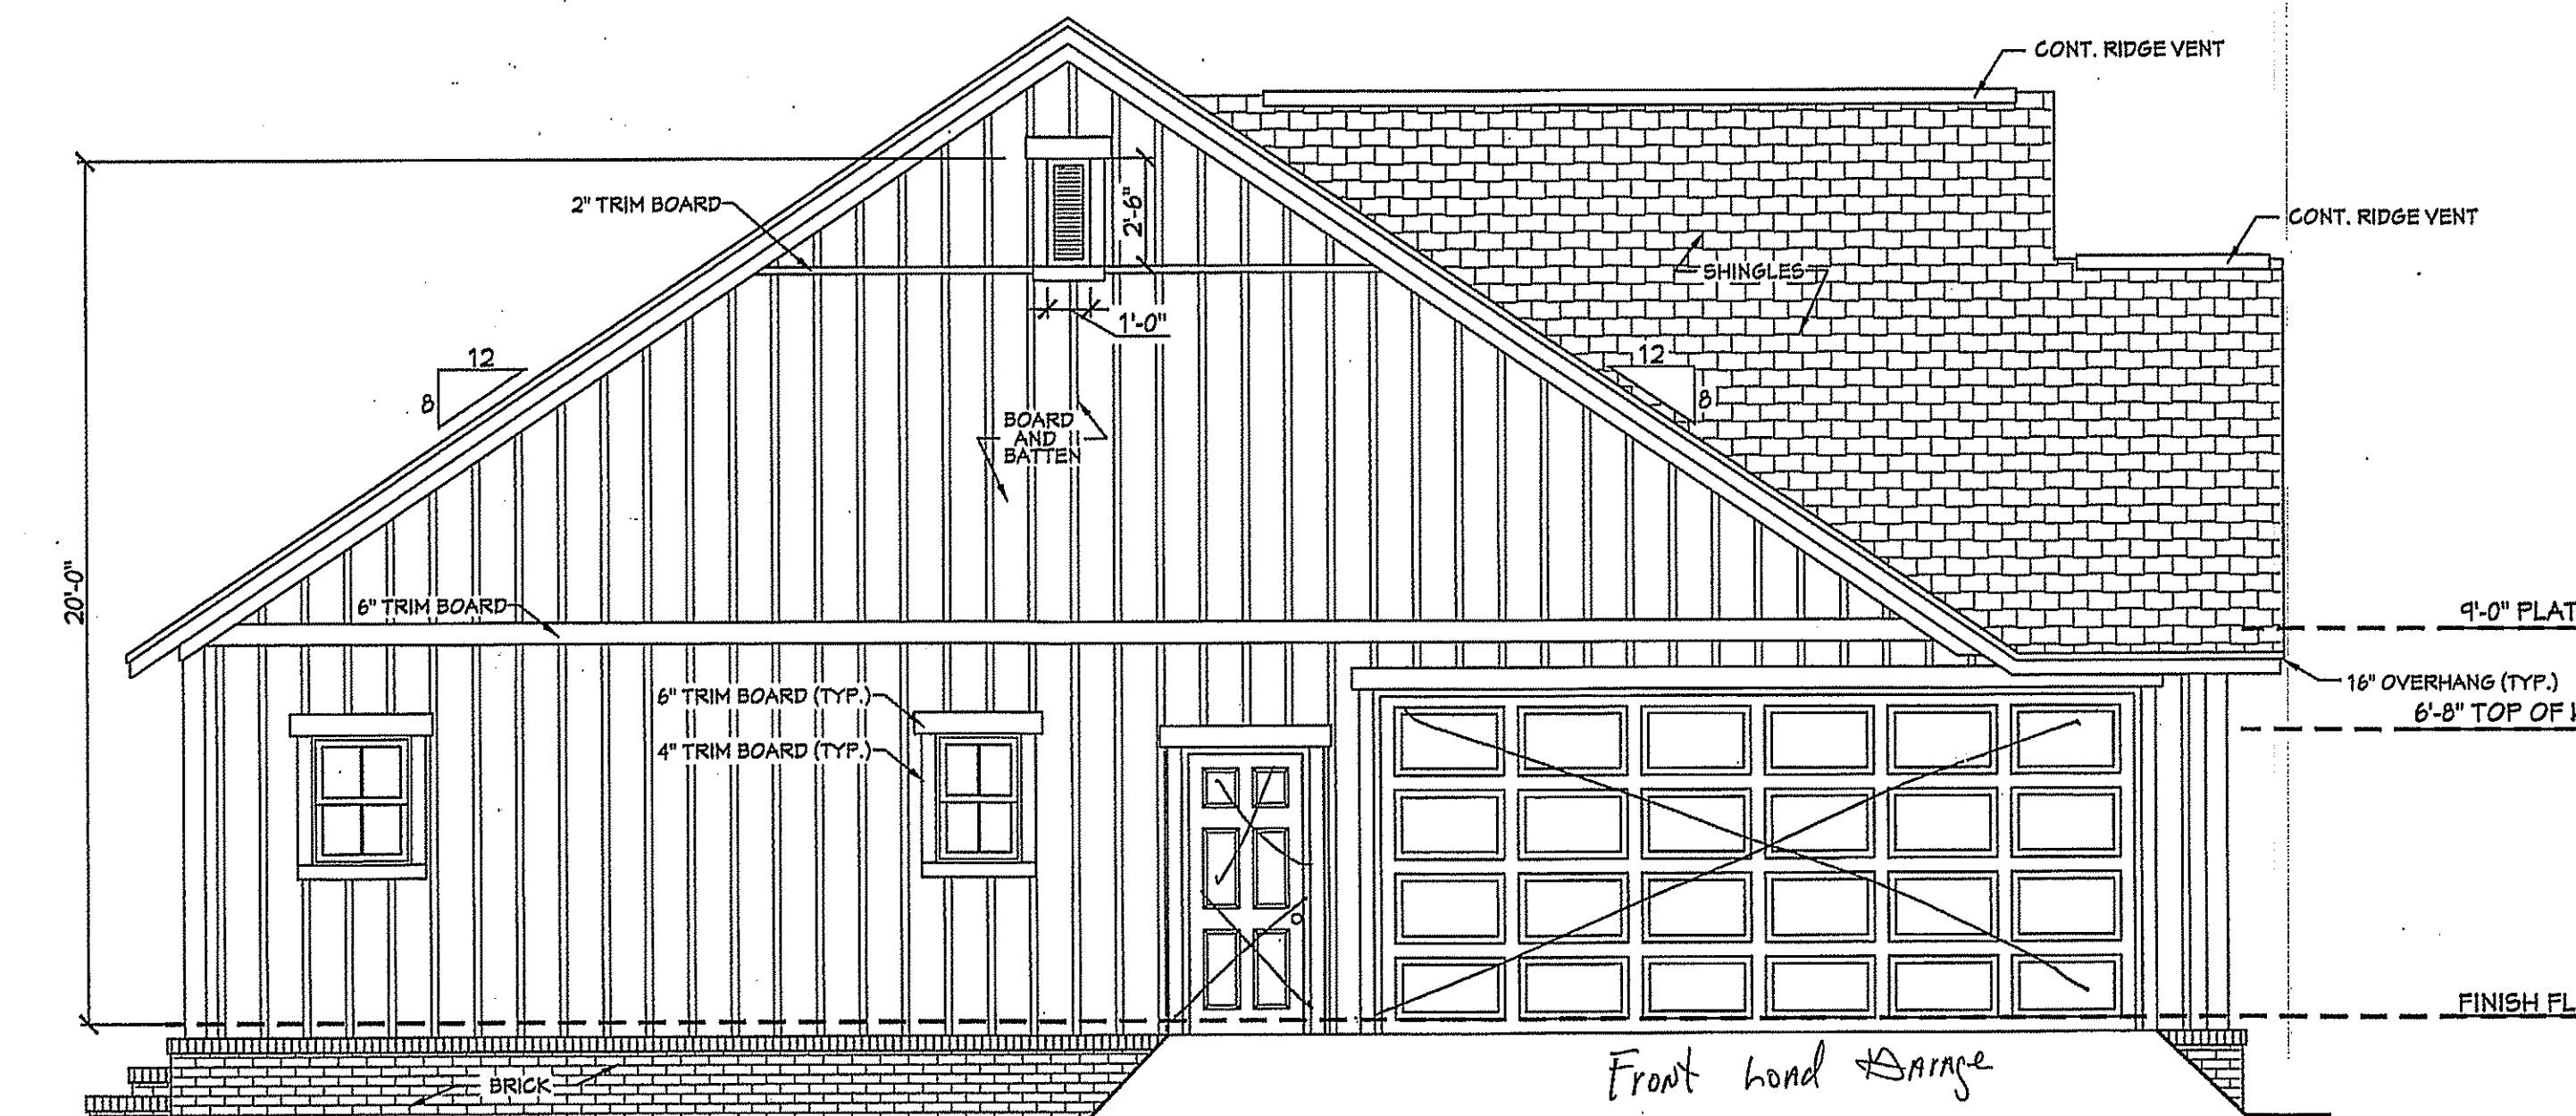 CONT. RIDGE VENT
2" TRIM BOARD
2'-6"
CONT. RIDGE VENT
SHINGLES
1'-0"
12
8
12
8
BOARD
AND
BATTEN
20'-0"
6" TRIM BOARD
9'-0" PLAT
16" OVERHANG (TYP.)
6" TRIM BOARD (TYP.)
6'-8" TOP OF
4" TRIM BOARD (TYP.)
FINISH FL
Front Load Garage
BRICK